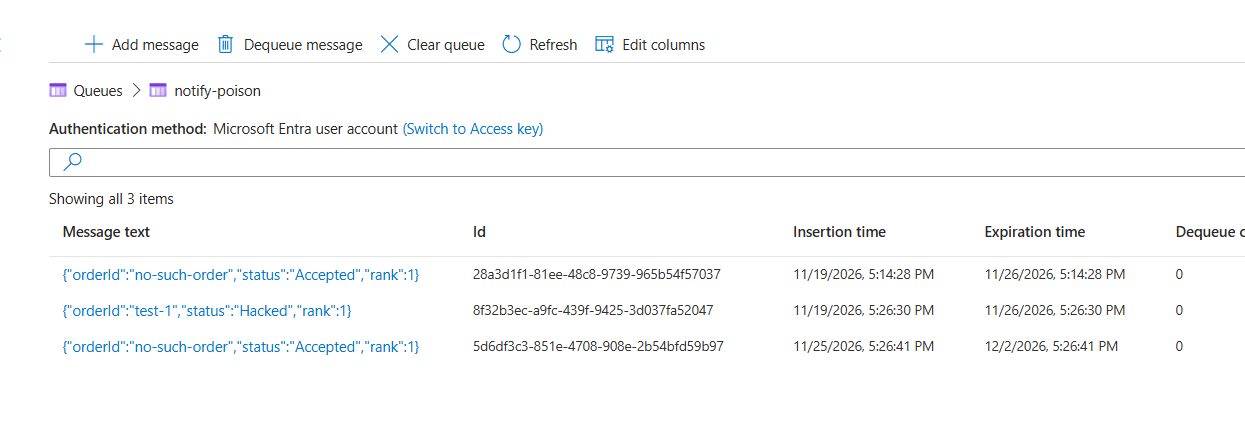 Add message Dequeue message Clear queue Refresh Edit columns
Queues > notify-poison
Authentication method: Microsoft Entra user account (Switch to Access key)
Showing all 3 items
Message text Id Insertion time Expiration time Dequeue c
{"orderId":"no-such-order","status":"Accepted","rank":1} 28a3d1f1-81ee-48c8-9739-965b54f57037 11/19/2026, 5:14:28 PM 11/26/2026, 5:14:28 PM 0
{"orderId":"test-1","status":"Hacked","rank":1} 8f32b3ec-a9fc-439f-9425-3d037fa52047 11/19/2026, 5:26:30 PM 11/26/2026, 5:26:30 PM 0
{"orderId":"no-such-order","status":"Accepted","rank":1} 5d6df3c3-851e-4708-908e-2b54bfd59b97 11/25/2026, 5:26:41 PM 12/2/2026, 5:26:41 PM 0